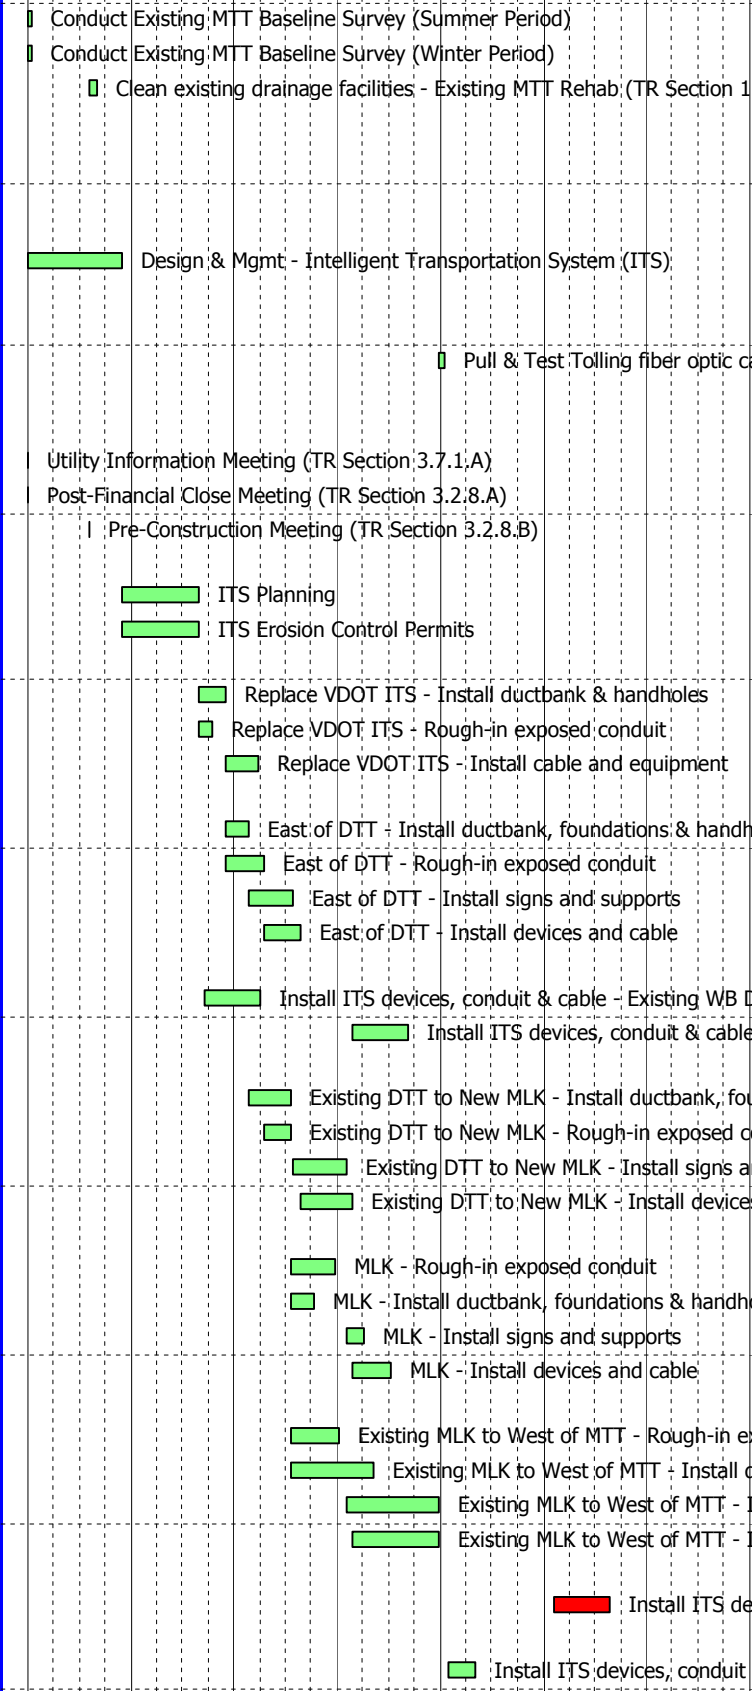 Conduct Existing MTT Baseline Survey (Summer Period)
Conduct Existing MTT Baseline Survey (Winter Period)
Clean existing drainage facilities - Existing MTT Rehab (TR Section 1
Design & Mgmt - Intelligent Transportation System (ITS)
Pull & Test Tolling fiber optic ca
Utility Information Meeting (TR Section 3.7.1.A)
Post-Financial Close Meeting (TR Section 3.2.8.A)
Pre-Construction Meeting (TR Section 3.2.8.B)
ITS Planning
ITS Erosion Control Permits
Replace VDOT ITS - Install ductbank & handholes
Replace VDOT ITS - Rough-in exposed conduit
Replace VDOT ITS - Install cable and equipment
East of DTT - Install ductbank, foundations & handh
East of DTT - Rough-in exposed conduit
East of DTT - Install signs and supports
East of DTT - Install devices and cable
Install ITS devices, conduit & cable - Existing WB D
Install ITS devices, conduit & cable
Existing DTT to New MLK - Install ductbank, fou
Existing DTT to New MLK - Rough-in exposed c
Existing DTT to New MLK - Install signs a
Existing DTT to New MLK - Install devices
MLK - Rough-in exposed conduit
MLK - Install ductbank, foundations & handho
MLK - Install signs and supports
MLK - Install devices and cable
Existing MLK to West of MTT - Rough-in ex
Existing MLK to West of MTT - Install d
Existing MLK to West of MTT - I
Existing MLK to West of MTT - I
Install ITS de
Install ITS devices, conduit